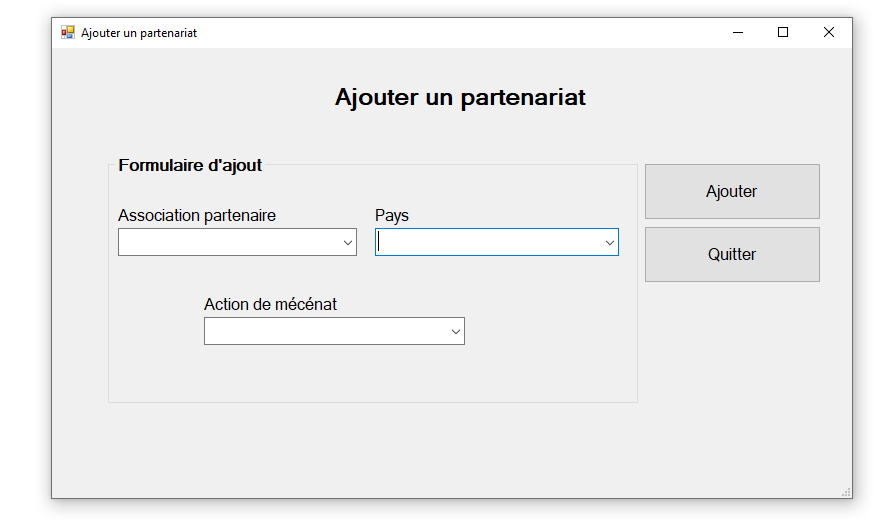 Ajouter un partenariat
Ajouter un partenariat
Formulaire d'ajout
Association partenaire
Pays
Action de mécénat
Ajouter
Quitter